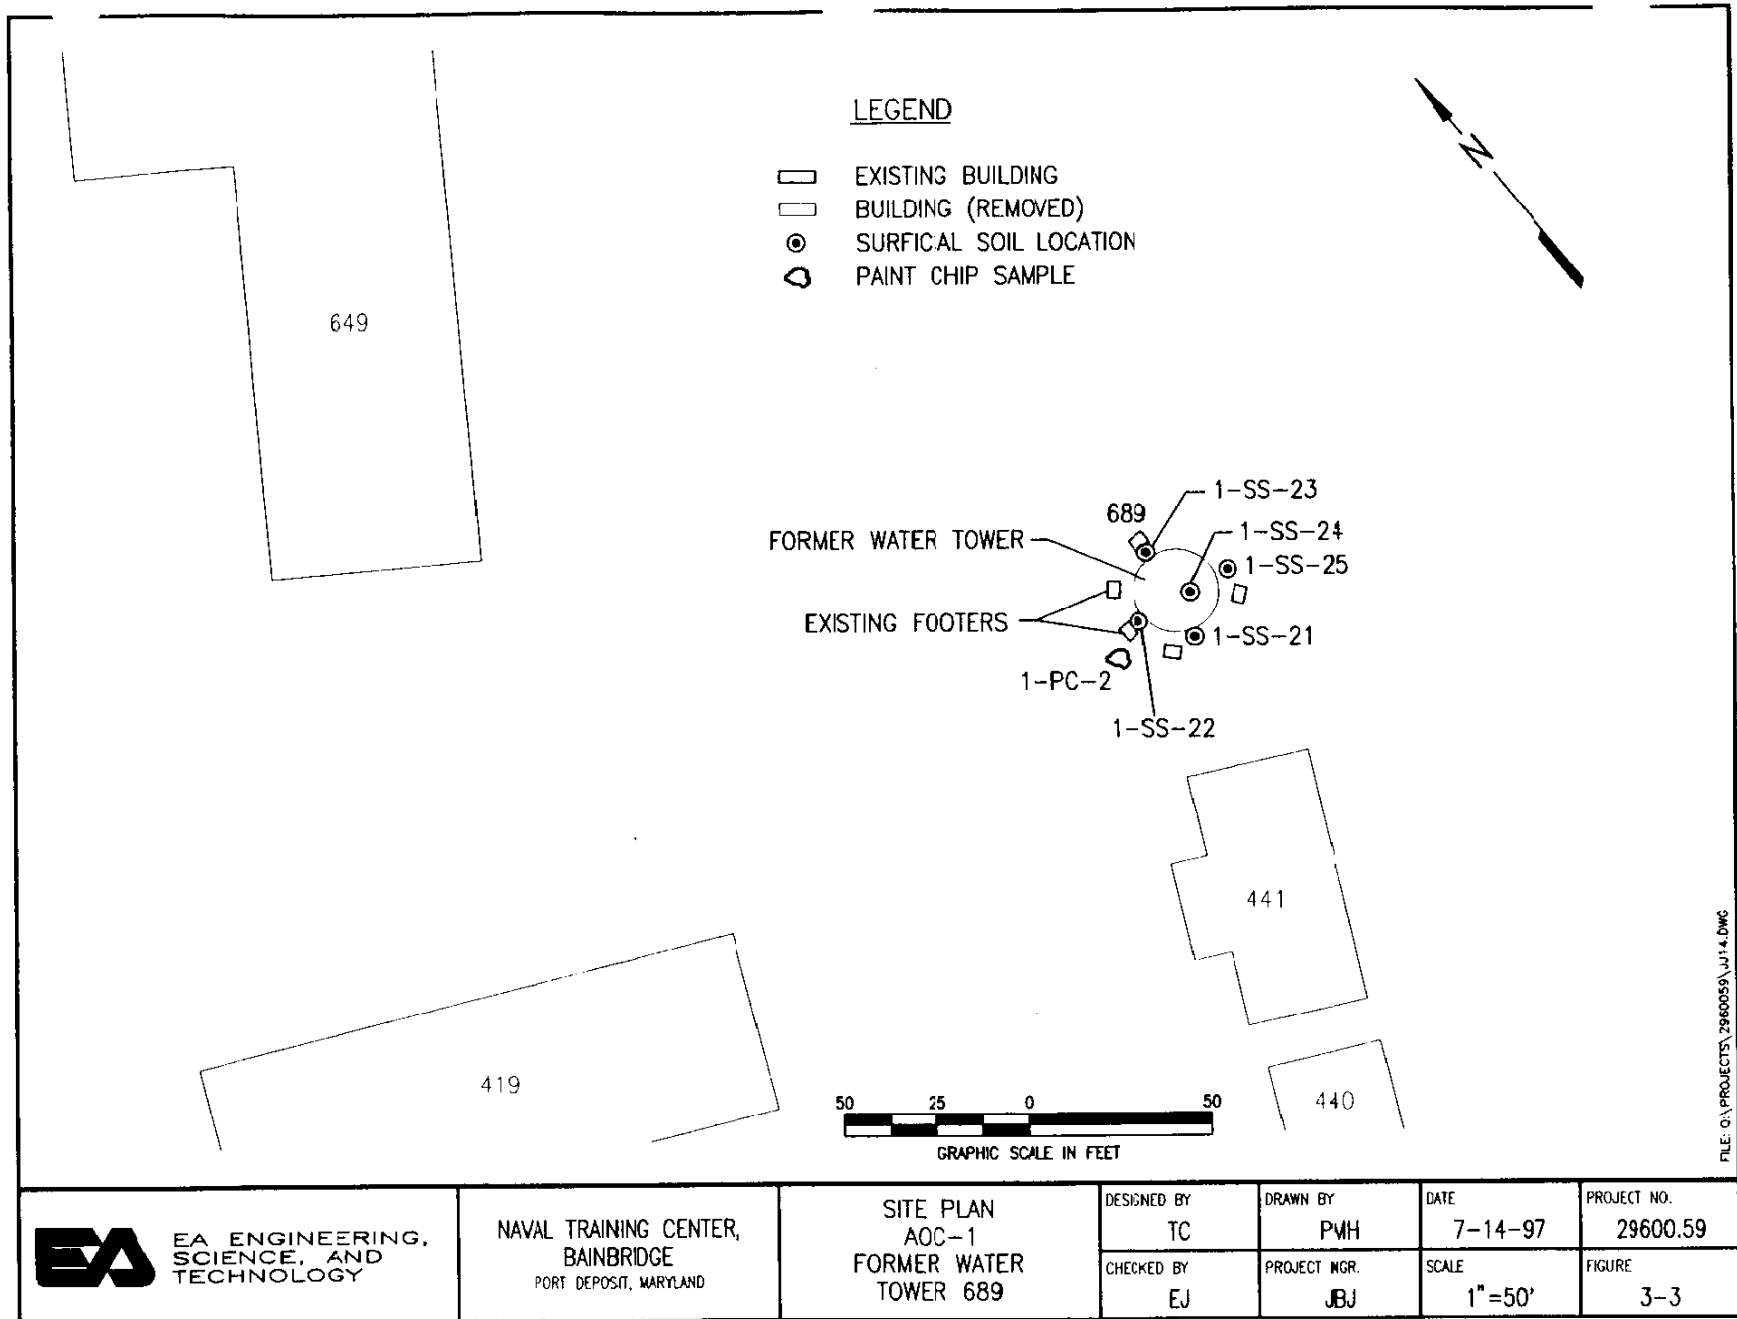 LEGEND
EXISTING BUILDING
BUILDING (REMOVED)
SURFICAL SOIL LOCATION
PAINT CHIP SAMPLE
N
649
1-SS-23
689
1-SS-24
FORMER WATER TOWER
1-SS-25
EXISTING FOOTERS
1-SS-21
1-PC-2
1-SS-22
441
419
440
50 25 0 50
GRAPHIC SCALE IN FEET
FILE: Q:\PROJECTS\2960059\JJ14.DWG
EA
EA ENGINEERING,
SCIENCE, AND
TECHNOLOGY
NAVAL TRAINING CENTER,
BAINBRIDGE
PORT DEPOSIT, MARYLAND
SITE PLAN
AOC-1
FORMER WATER
TOWER 689
DESIGNED BY
TC
DRAWN BY
PMH
DATE
7-14-97
PROJECT NO.
29600.59
CHECKED BY
EJ
PROJECT MGR.
JBJ
SCALE
1"=50'
FIGURE
3-3